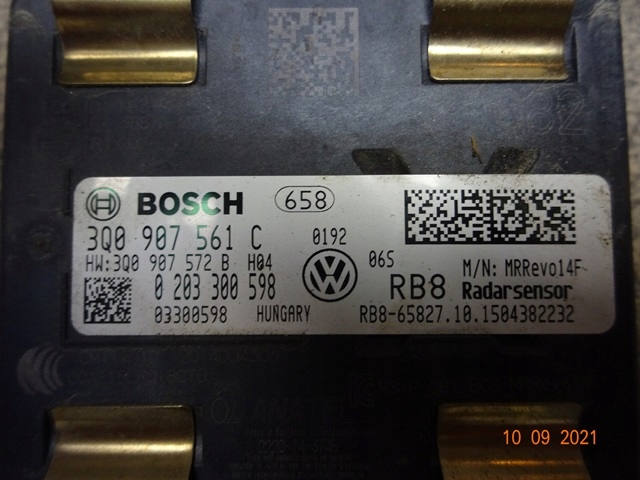 BOSCH 658
3Q0 907 561 C 0192
HW:3Q0 907 572 B H04 06S M/N: MRRevo14F
0 203 300 598 RB8 Radarsensor
03300598 HUNGARY RB8-65827.10.1504382232
10 09 2021